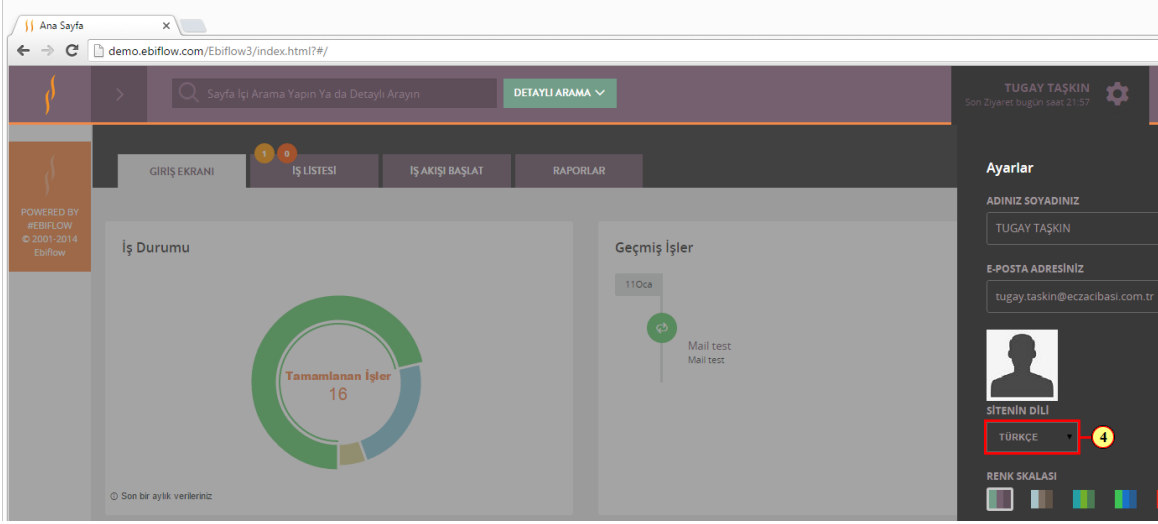 Ana Sayfa
demo.ebiflow.com/Ebiflow3/index.html?#/
Sayfa İçi Arama Yapın Ya da Detaylı Arayın
DETAYLI ARAMA
TUGAY TAŞKIN
Son Ziyaret bugün saat 21:57
1 0
GİRİŞ EKRANI
İŞ LİSTESİ
İŞ AKIŞI BAŞLAT
RAPORLAR
POWERED BY
#EBIFLOW
© 2001-2014
Ebiflow
İş Durumu
Tamamlanan İşler
16
Son bir aylık verileriniz
Geçmiş İşler
11Oca
Mail test
Mail test
Ayarlar
ADINIZ SOYADINIZ
TUGAY TAŞKIN
E-POSTA ADRESİNİZ
tugay.taskin@eczacibasi.com.tr
SİTENİN DİLİ
TÜRKÇE
4
RENK SKALASI